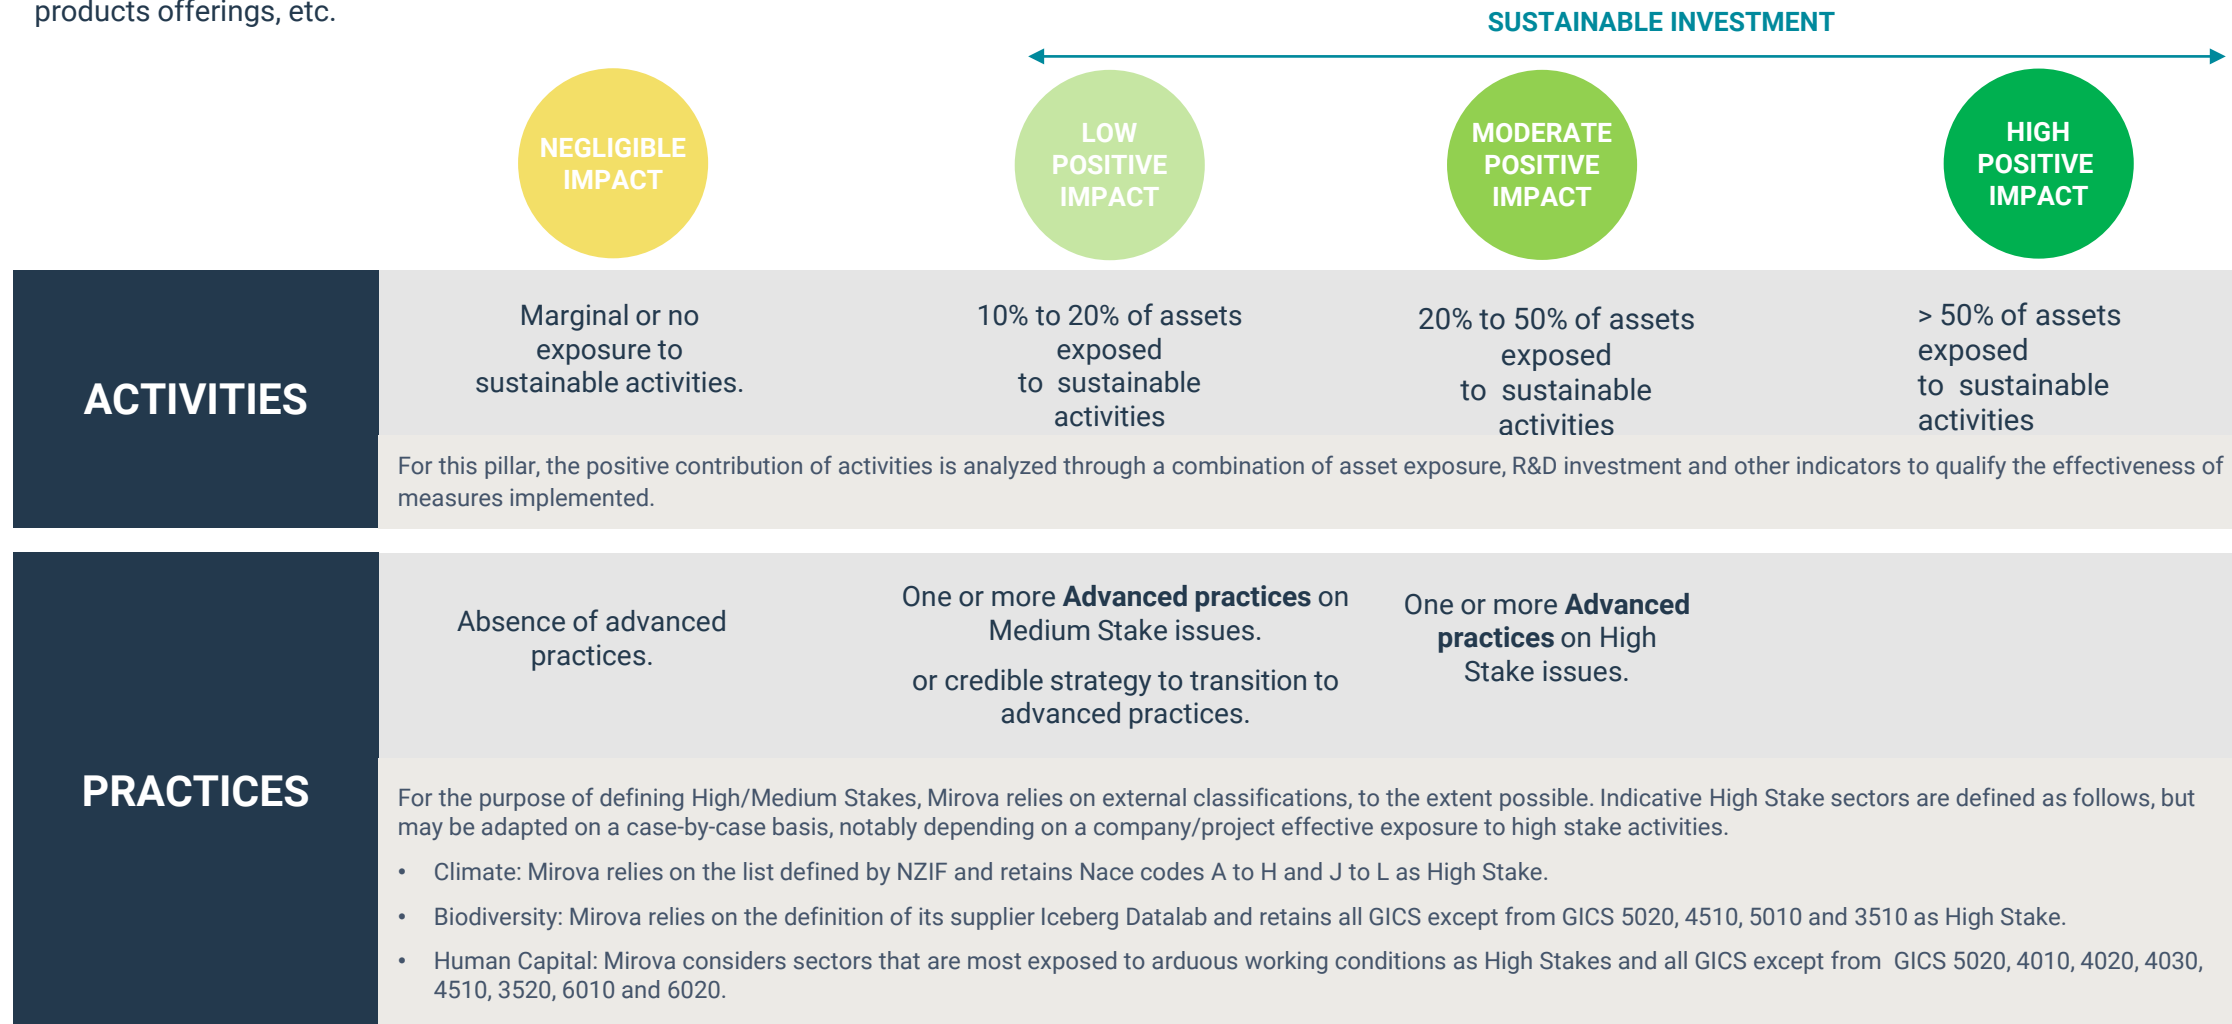 products offerings, etc.
SUSTAINABLE INVESTMENT
NEGLIGIBLE
IMPACT
LOW
POSITIVE
IMPACT
MODERATE
POSITIVE
IMPACT
HIGH
POSITIVE
IMPACT
ACTIVITIES
Marginal or no
exposure to
sustainable activities.
10% to 20% of assets
exposed
to sustainable
activities
20% to 50% of assets
exposed
to sustainable
activities
> 50% of assets
exposed
to sustainable
activities
For this pillar, the positive contribution of activities is analyzed through a combination of asset exposure, R&D investment and other indicators to qualify the effectiveness of
measures implemented.
PRACTICES
Absence of advanced
practices.
One or more Advanced practices on
Medium Stake issues.
or credible strategy to transition to
advanced practices.
One or more Advanced
practices on High
Stake issues.
For the purpose of defining High/Medium Stakes, Mirova relies on external classifications, to the extent possible. Indicative High Stake sectors are defined as follows, but
may be adapted on a case-by-case basis, notably depending on a company/project effective exposure to high stake activities.
• Climate: Mirova relies on the list defined by NZIF and retains Nace codes A to H and J to L as High Stake.
• Biodiversity: Mirova relies on the definition of its supplier Iceberg Datalab and retains all GICS except from GICS 5020, 4510, 5010 and 3510 as High Stake.
• Human Capital: Mirova considers sectors that are most exposed to arduous working conditions as High Stakes and all GICS except from GICS 5020, 4010, 4020, 4030,
4510, 3520, 6010 and 6020.